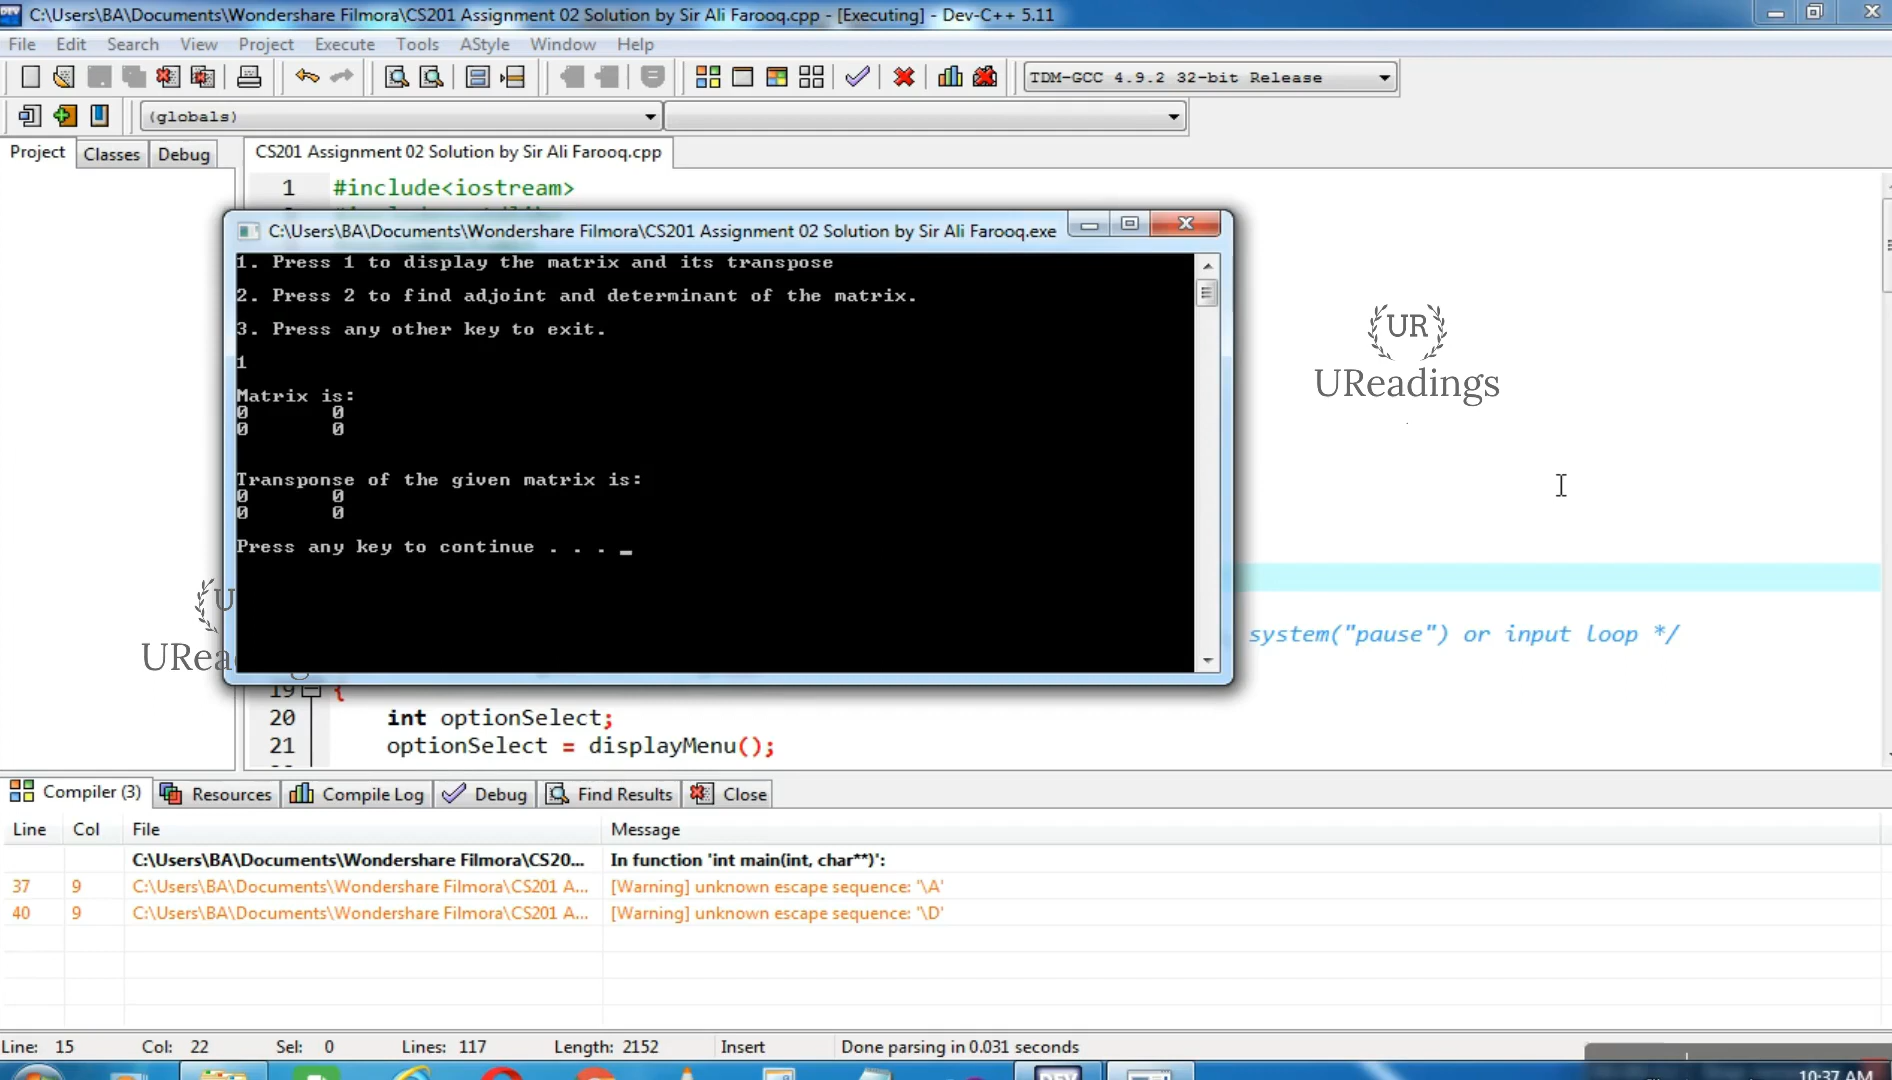 C:\Users\BA\Documents\Wondershare Filmora\CS201 Assignment 02 Solution by Sir Ali Farooq.cpp - [Executing] - Dev-C++ 5.11
File Edit Search View Project Execute Tools AStyle Window Help
TDM-GCC 4.9.2 32-bit Release
(globals)
Project Classes Debug
CS201 Assignment 02 Solution by Sir Ali Farooq.cpp
1 #include<iostream>
C:\Users\BA\Documents\Wondershare Filmora\CS201 Assignment 02 Solution by Sir Ali Farooq.exe
1. Press 1 to display the matrix and its transpose
2. Press 2 to find adjoint and determinant of the matrix.
3. Press any other key to exit.
1
Matrix is:
0 0
0 0
Transponse of the given matrix is:
0 0
0 0
Press any key to continue . . . _
UR
UReadings
system("pause") or input loop */
19 {
20 int optionSelect;
21 optionSelect = displayMenu();
Compiler (3) Resources Compile Log Debug Find Results Close
Line Col File Message
C:\Users\BA\Documents\Wondershare Filmora\CS20... In function 'int main(int, char**)':
37 9 C:\Users\BA\Documents\Wondershare Filmora\CS201 A... [Warning] unknown escape sequence: '\A'
40 9 C:\Users\BA\Documents\Wondershare Filmora\CS201 A... [Warning] unknown escape sequence: '\D'
Line: 15 Col: 22 Sel: 0 Lines: 117 Length: 2152 Insert Done parsing in 0.031 seconds
10:37 AM